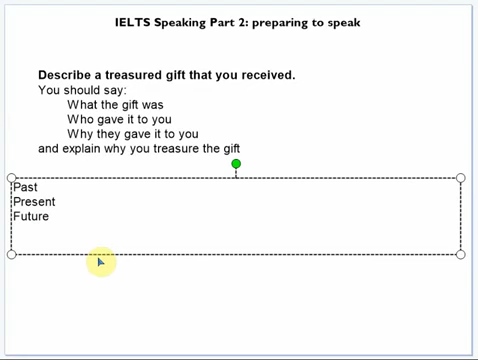 IELTS Speaking Part 2: preparing to speak
Describe a treasured gift that you received.
You should say:
What the gift was
Who gave it to you
Why they gave it to you
and explain why you treasure the gift
Past
Present
Future